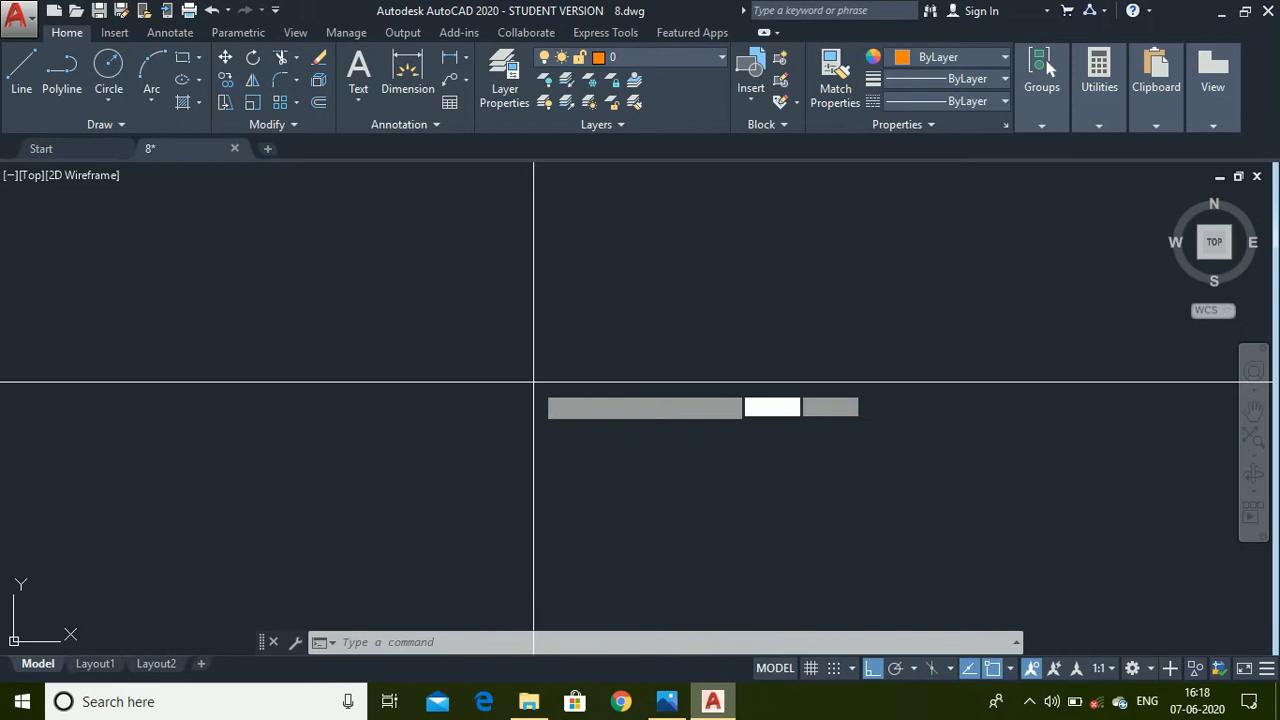 Autodesk AutoCAD 2020 - STUDENT VERSION 8.dwg
Type a keyword or phrase
Sign In
Home Insert Annotate Parametric View Manage Output Add-ins Collaborate Express Tools Featured Apps
Line Polyline Circle Arc
Text Dimension
Layer Properties
0
Insert
Match Properties
ByLayer
ByLayer
ByLayer
Groups Utilities Clipboard View
Draw Modify Annotation Layers Block Properties
Start 8*
[−][Top][2D Wireframe]
N
W TOP E
S
WCS
Y
X
Type a command
Model Layout1 Layout2
MODEL 1:1
Search here
ENG
16:18
07-06-2020